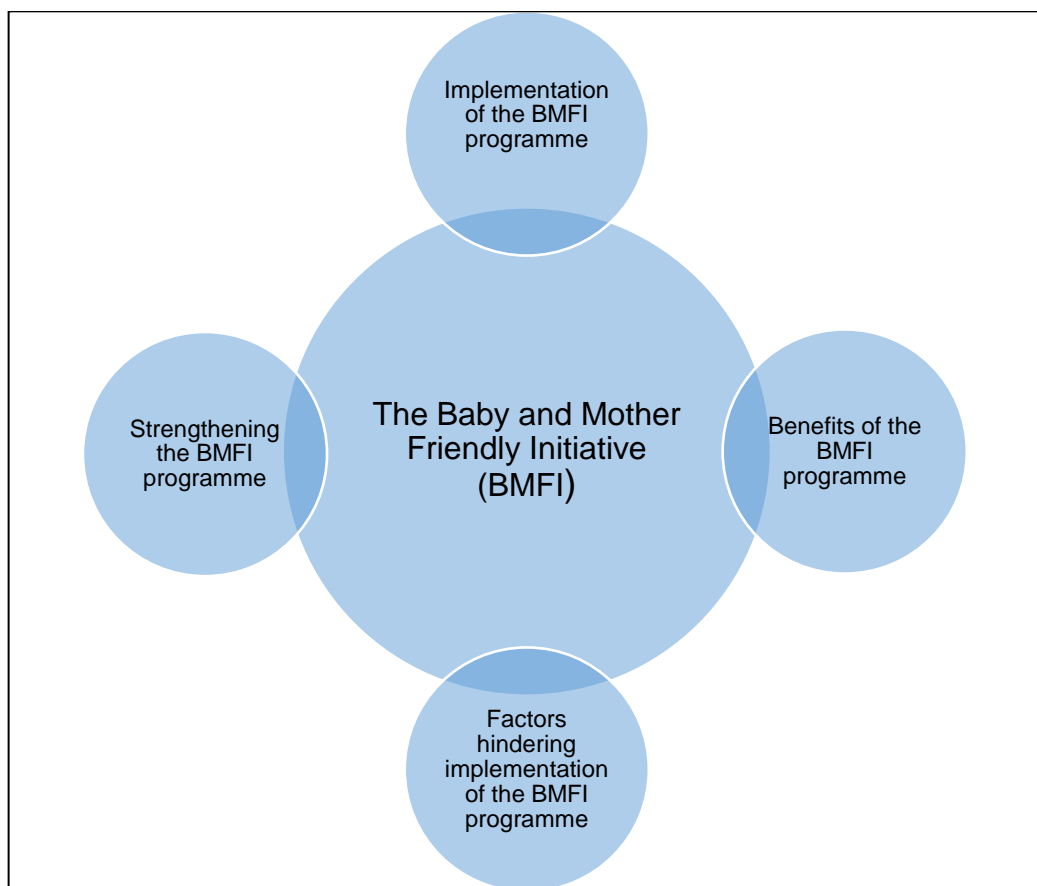 Implementation
of the BMFI
programme
The Baby and Mother
Friendly Initiative
(BMFI)
Strengthening
the BMFI
programme
Benefits of the
BMFI
programme
Factors
hindering
implementation
of the BMFI
programme